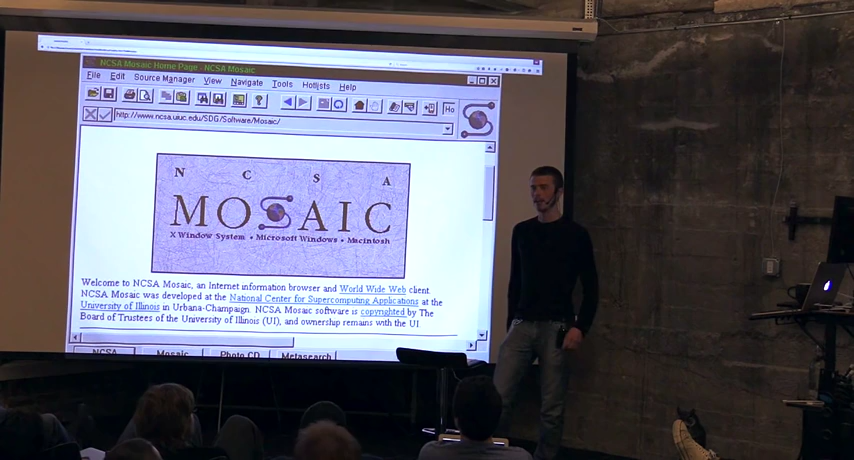 NCSA Mosaic Home Page - NCSA Mosaic
File Edit Source Manager View Navigate Tools Hotlists Help
Ho
http://www.ncsa.uiuc.edu/SDG/Software/Mosaic/
N C S A
MOSAIC
X Window System • Microsoft Windows • Macintosh
Welcome to NCSA Mosaic, an Internet information browser and World Wide Web client.
NCSA Mosaic was developed at the National Center for Supercomputing Applications at the
University of Illinois in Urbana-Champaign. NCSA Mosaic software is copyrighted by The
Board of Trustees of the University of Illinois (UI), and ownership remains with the UI.
NCSA Mosaic Photo CD Metasearch